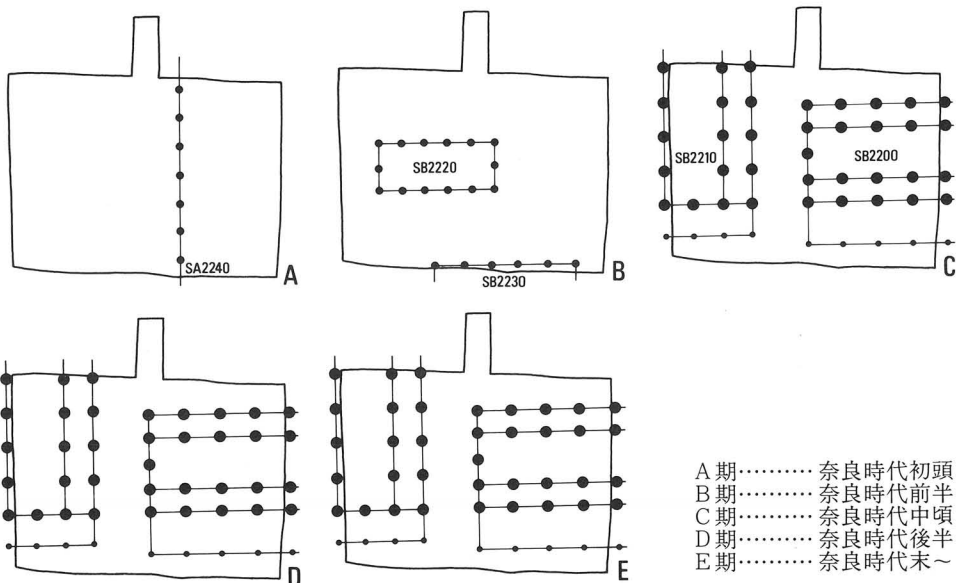 SA2240
A
SB2220
SB2230
B
SB2210
SB2200
C
D
E
A期‥‥‥‥‥奈良時代初頭
B期‥‥‥‥‥奈良時代前半
C期‥‥‥‥‥奈良時代中頃
D期‥‥‥‥‥奈良時代後半
E期‥‥‥‥‥奈良時代末～